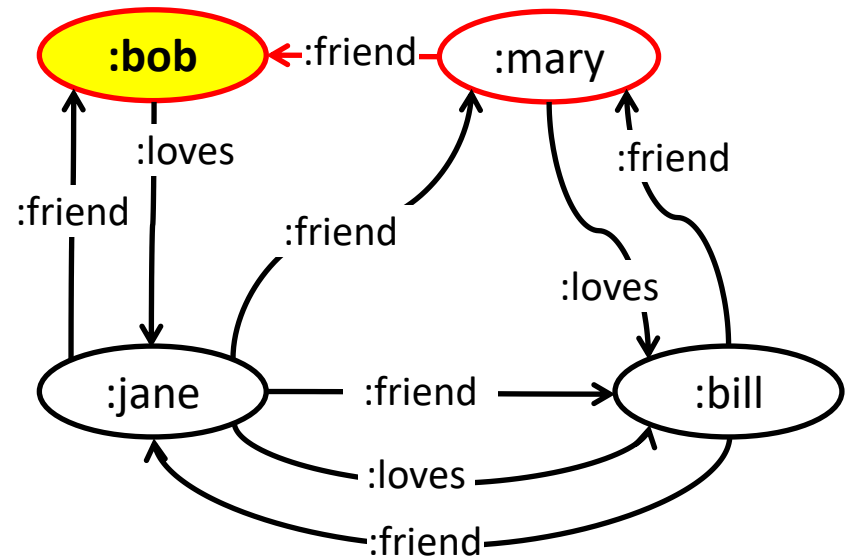 :bob
:friend
:mary
:loves
:friend
:friend
:friend
:loves
:jane
:friend
:bill
:loves
:friend